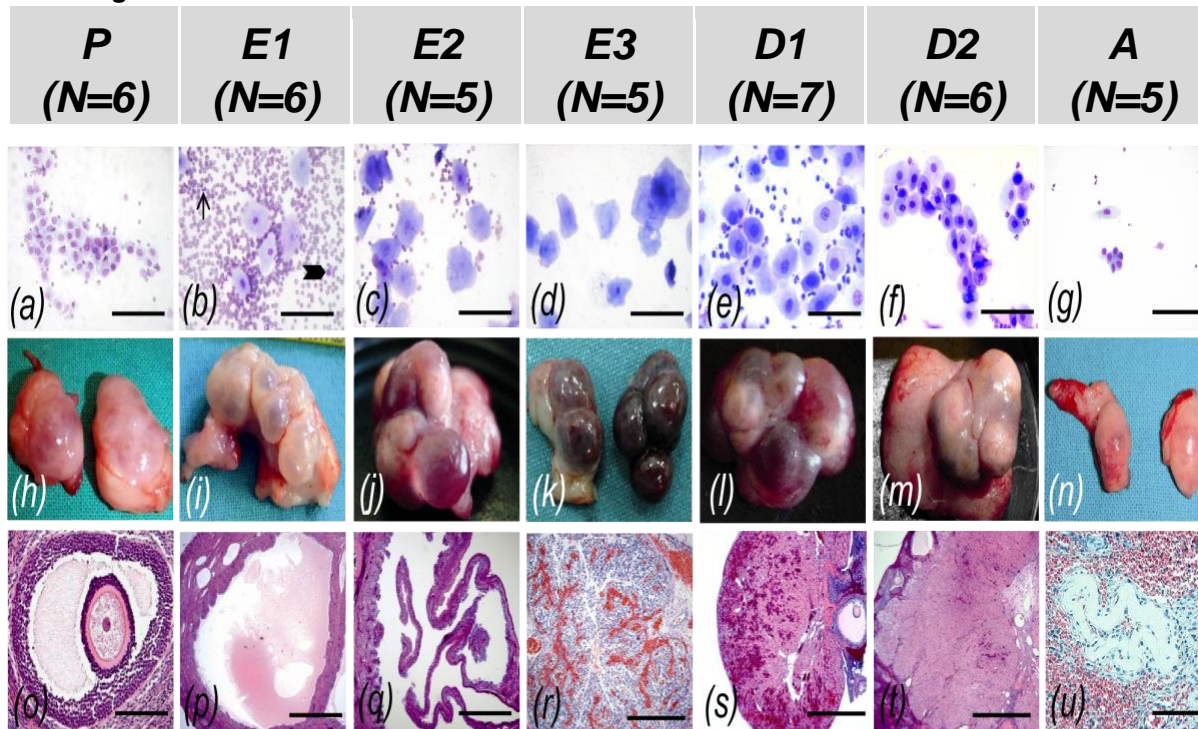 P E1 E2 E3 D1 D2 A
(N=6) (N=6) (N=5) (N=5) (N=7) (N=6) (N=5)
(a) (b) (c) (d) (e) (f) (g)
(h) (i) (j) (k) (l) (m) (n)
(o) (p) (q) (r) (s) (t) (u)